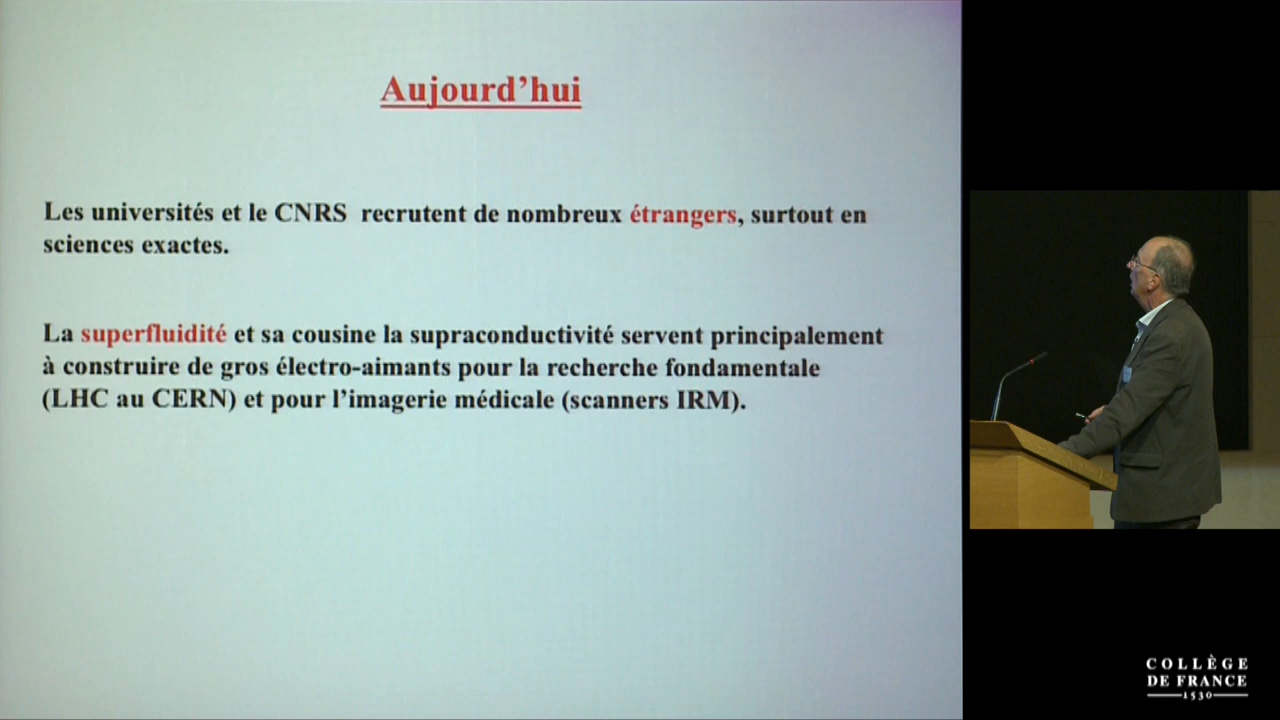 Aujourd’hui
Les universités et le CNRS recrutent de nombreux étrangers, surtout en
sciences exactes.
La superfluidité et sa cousine la supraconductivité servent principalement
à construire de gros électro-aimants pour la recherche fondamentale
(LHC au CERN) et pour l’imagerie médicale (scanners IRM).
COLLÈGE
DE FRANCE
1530